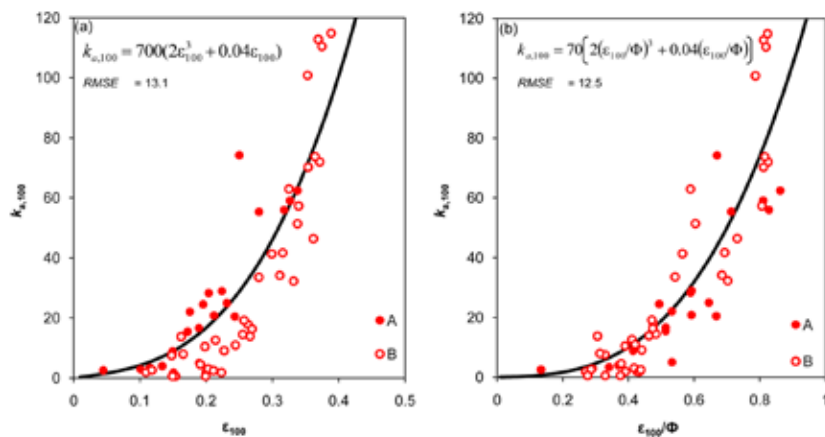 (a)
k_{a,100} = 700(2ε³_{100} + 0.04ε_{100})
RMSE = 13.1
120
100
80
60
40
20
0
k_{a,100}
A
B
0 0.1 0.2 0.3 0.4 0.5
ε_{100}
(b)
k_{a,100} = 70[2(ε_{100}/Φ)³ + 0.04(ε_{100}/Φ)]
RMSE = 12.5
120
100
80
60
40
20
0
k_{a,100}
A
B
0 0.2 0.4 0.6 0.8 1
ε_{100}/Φ